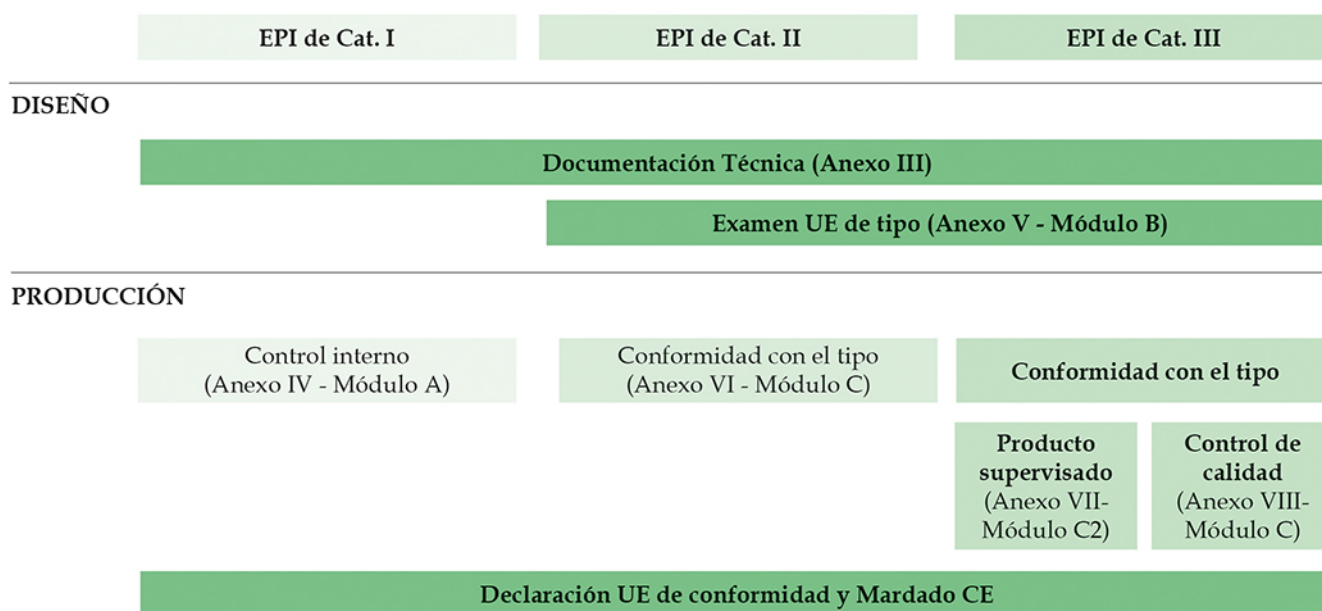 EPI de Cat. I
EPI de Cat. II
EPI de Cat. III
DISEÑO
Documentación Técnica (Anexo III)
Examen UE de tipo (Anexo V - Módulo B)
PRODUCCIÓN
Control interno
(Anexo IV - Módulo A)
Conformidad con el tipo
(Anexo VI - Módulo C)
Conformidad con el tipo
Producto
supervisado
(Anexo VII-
Módulo C2)
Control de
calidad
(Anexo VIII-
Módulo C)
Declaración UE de conformidad y Mardado CE